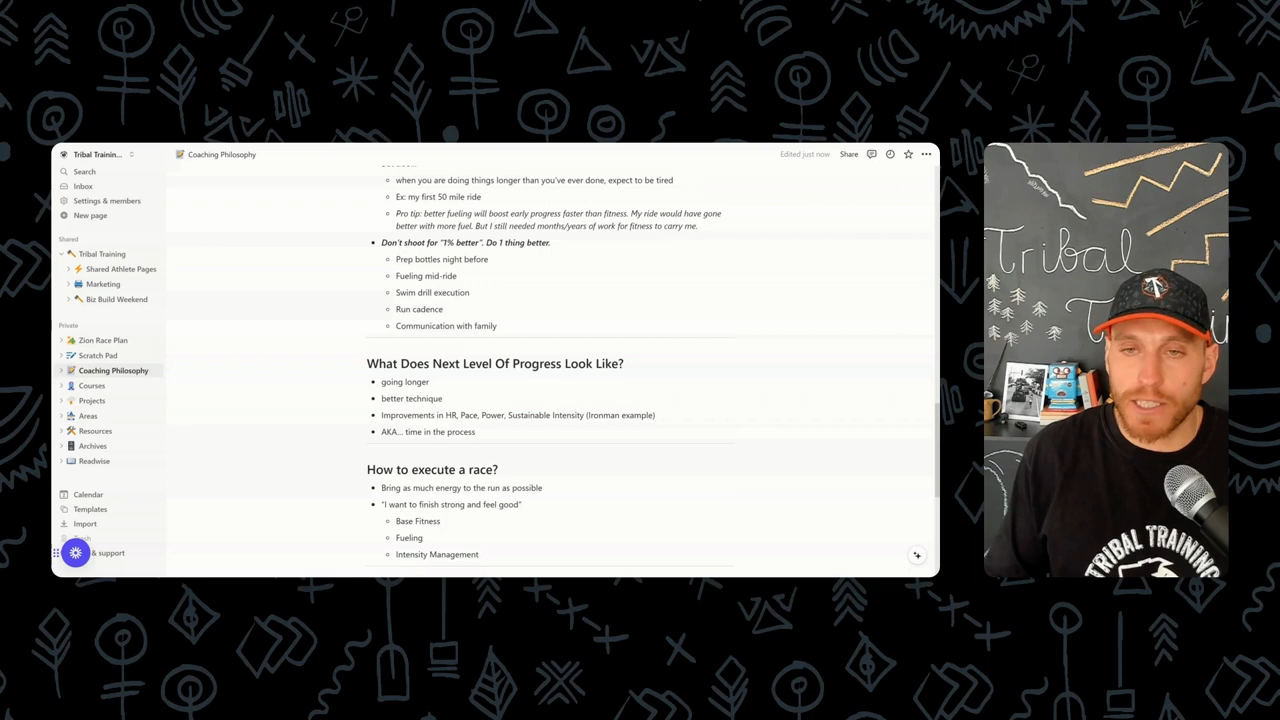 Tribal Trainin...
Coaching Philosophy
Edited just now
Share
Search
Inbox
Settings & members
New page
Shared
Tribal Training
Shared Athlete Pages
Marketing
Biz Build Weekend
Private
Zion Race Plan
Scratch Pad
Coaching Philosophy
Courses
Projects
Areas
Resources
Archives
Readwise
Calendar
Templates
Import
Trash
& support
when you are doing things longer than you've ever done, expect to be tired
Ex: my first 50 mile ride
Pro tip: better fueling will boost early progress faster than fitness. My ride would have gone
better with more fuel. But I still needed months/years of work for fitness to carry me.
Don't shoot for "1% better". Do 1 thing better.
Prep bottles night before
Fueling mid-ride
Swim drill execution
Run cadence
Communication with family
What Does Next Level Of Progress Look Like?
going longer
better technique
Improvements in HR, Pace, Power, Sustainable Intensity (Ironman example)
AKA... time in the process
How to execute a race?
Bring as much energy to the run as possible
"I want to finish strong and feel good"
Base Fitness
Fueling
Intensity Management
Tribal
TRIBAL TRAINING